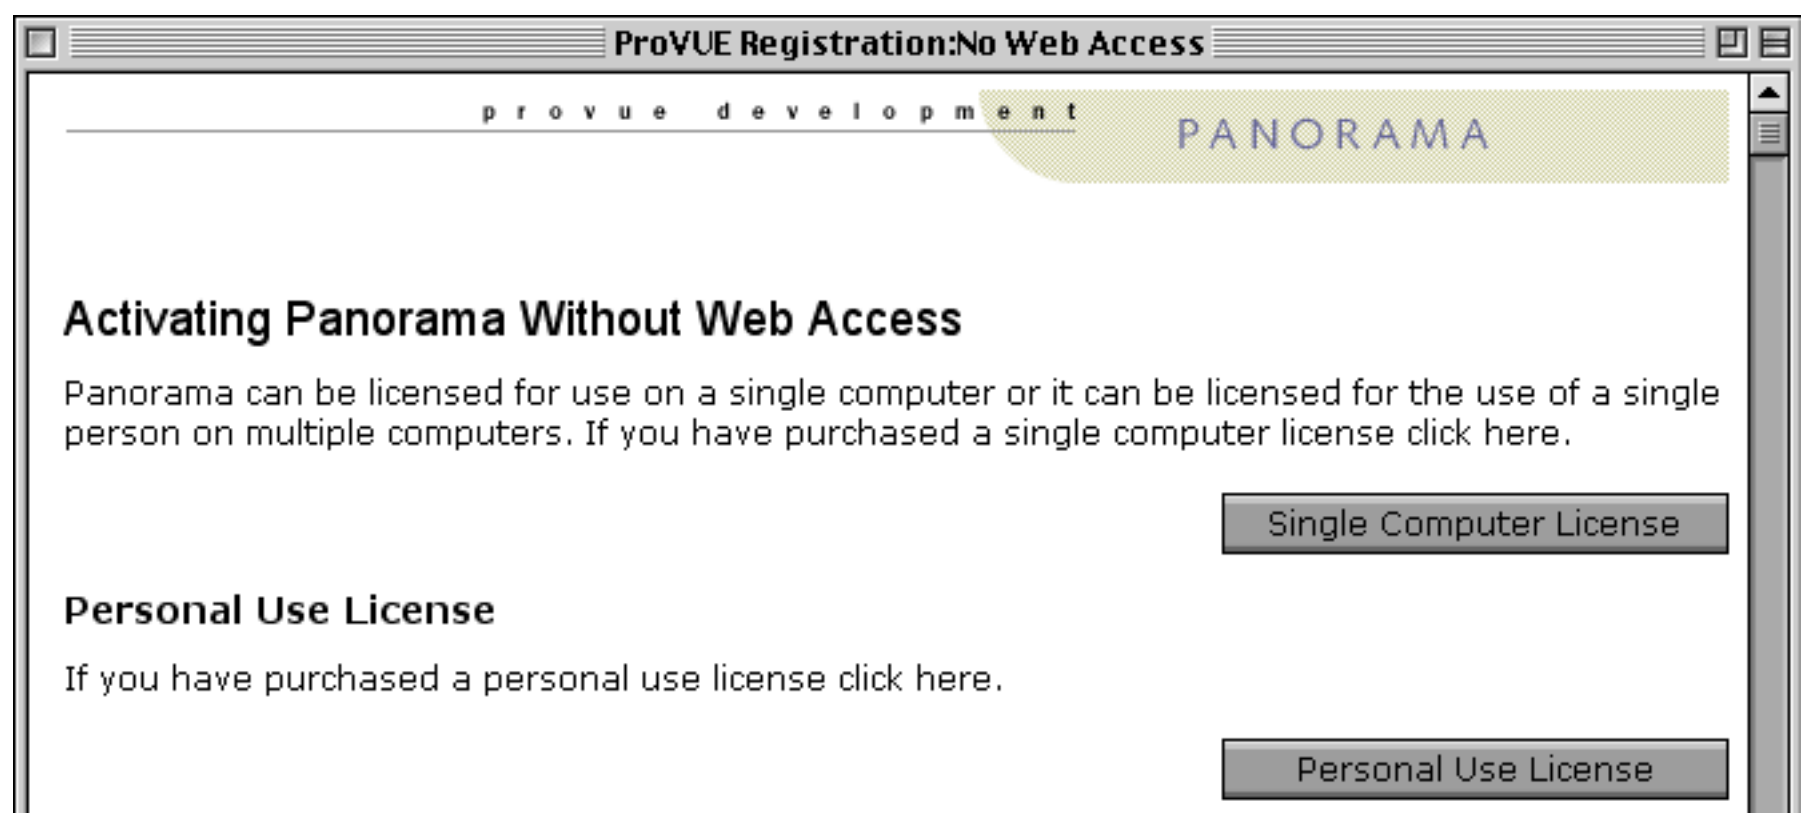 ProVUE Registration:No Web Access
provue development
PANORAMA
Activating Panorama Without Web Access
Panorama can be licensed for use on a single computer or it can be licensed for the use of a single
person on multiple computers. If you have purchased a single computer license click here.
Single Computer License
Personal Use License
If you have purchased a personal use license click here.
Personal Use License